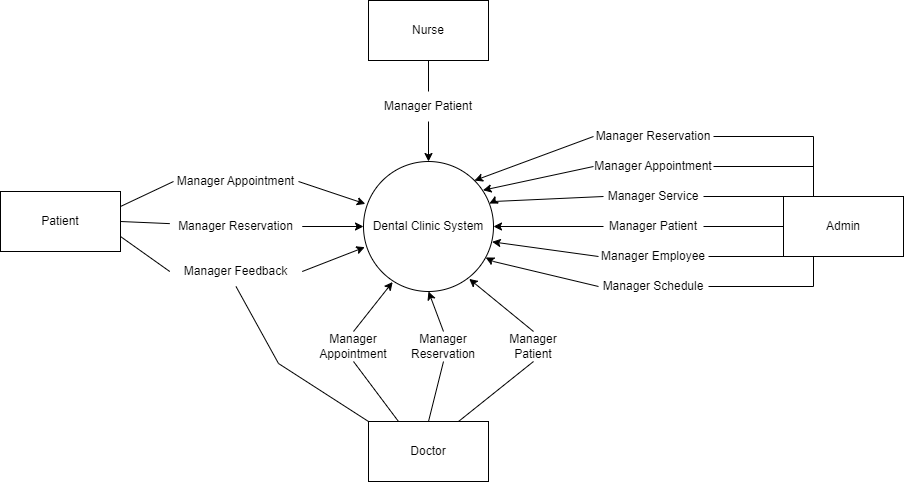 Nurse
Manager Patient
Manager Reservation
Manager Appointment
Manager Appointment
Manager Service
Patient
Manager Reservation
Dental Clinic System
Manager Patient
Admin
Manager Employee
Manager Feedback
Manager Schedule
Manager
Appointment
Manager
Reservation
Manager
Patient
Doctor